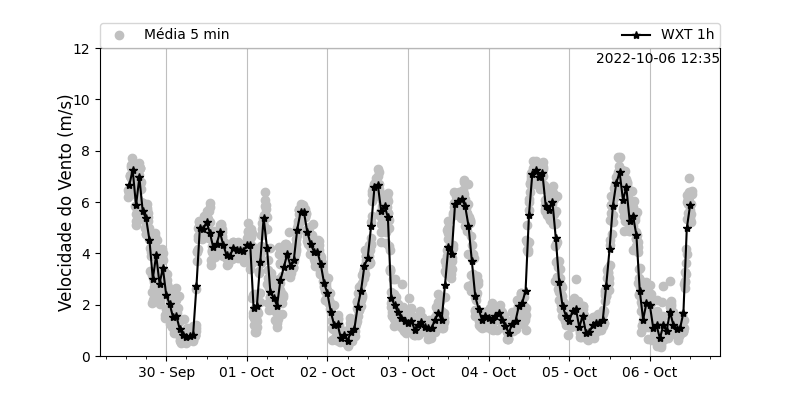 Média 5 min
WXT 1h
2022-10-06 12:35
Velocidade do Vento (m/s)
12
10
8
6
4
2
0
30 - Sep 01 - Oct 02 - Oct 03 - Oct 04 - Oct 05 - Oct 06 - Oct